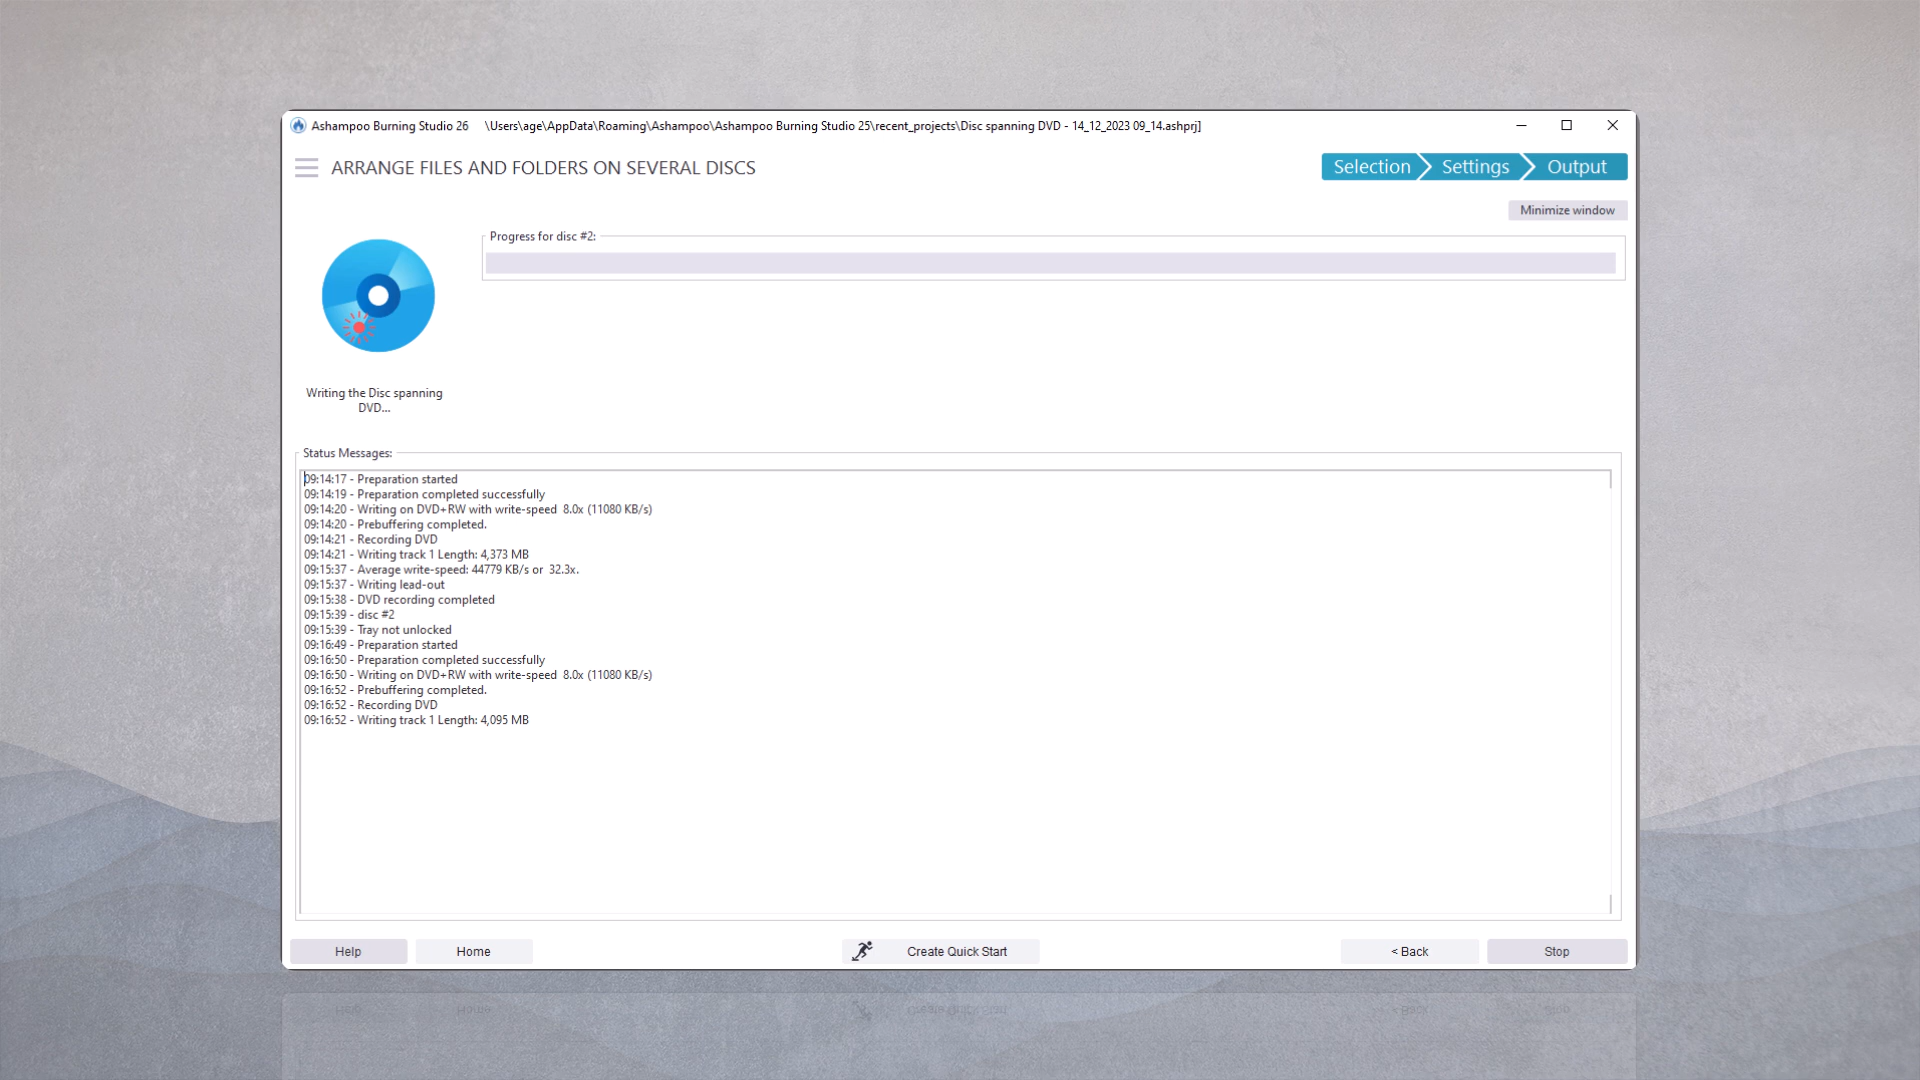 Ashampoo Burning Studio 26 \Users\age\AppData\Roaming\Ashampoo\Ashampoo Burning Studio 25\recent_projects\Disc spanning DVD - 14_12_2023 09_14.ashprj]
ARRANGE FILES AND FOLDERS ON SEVERAL DISCS
Selection Settings Output
Minimize window
Progress for disc #2:
Writing the Disc spanning
DVD...
Status Messages:
09:14:17 - Preparation started
09:14:19 - Preparation completed successfully
09:14:20 - Writing on DVD+RW with write-speed  8.0x (11080 KB/s)
09:14:20 - Prebuffering completed.
09:14:21 - Recording DVD
09:14:21 - Writing track 1 Length: 4,373 MB
09:15:37 - Average write-speed: 44779 KB/s or  32.3x.
09:15:37 - Writing lead-out
09:15:38 - DVD recording completed
09:15:39 - disc #2
09:15:39 - Tray not unlocked
09:16:49 - Preparation started
09:16:50 - Preparation completed successfully
09:16:50 - Writing on DVD+RW with write-speed  8.0x (11080 KB/s)
09:16:52 - Prebuffering completed.
09:16:52 - Recording DVD
09:16:52 - Writing track 1 Length: 4,095 MB
Help Home Create Quick Start < Back Stop